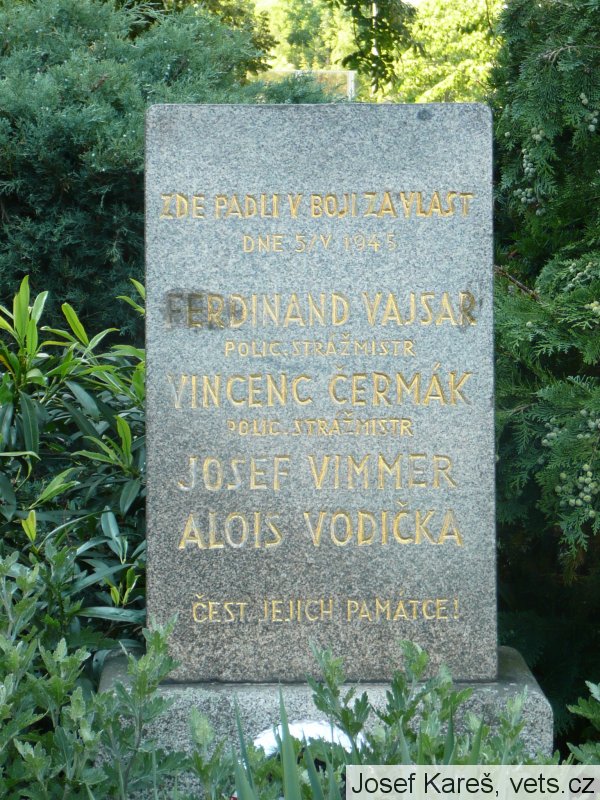 ZDE PADLI V BOJI ZA VLAST
DNE 5/V 1945
FERDINAND VAJSAR
POLIC. STRÁŽMISTR
VINCENC ČERMÁK
POLIC. STRÁŽMISTR
JOSEF VIMMER
ALOIS VODIČKA
ČEST JEJICH PAMÁTCE!
Josef Kareš, vets.cz